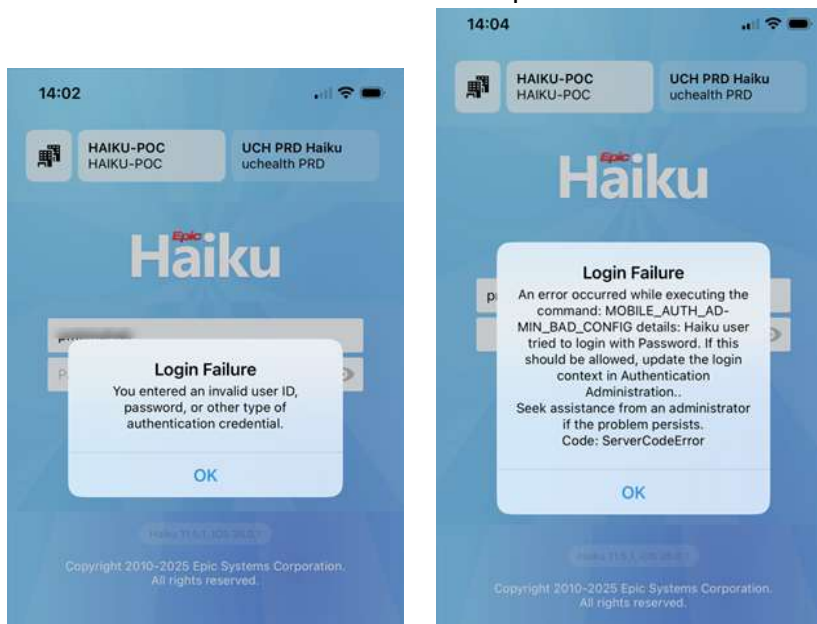 14:02
HAIKU-POC
HAIKU-POC
UCH PRD Haiku
uchealth PRD
Epic
Haiku
Login Failure
You entered an invalid user ID,
password, or other type of
authentication credential.
OK
Copyright 2010-2025 Epic Systems Corporation.
All rights reserved.
14:04
HAIKU-POC
HAIKU-POC
UCH PRD Haiku
uchealth PRD
Epic
Haiku
Login Failure
An error occurred while executing the
command: MOBILE_AUTH_AD-
MIN_BAD_CONFIG details: Haiku user
tried to login with Password. If this
should be allowed, update the login
context in Authentication
Administration..
Seek assistance from an administrator
if the problem persists.
Code: ServerCodeError
OK
Copyright 2010-2025 Epic Systems Corporation.
All rights reserved.